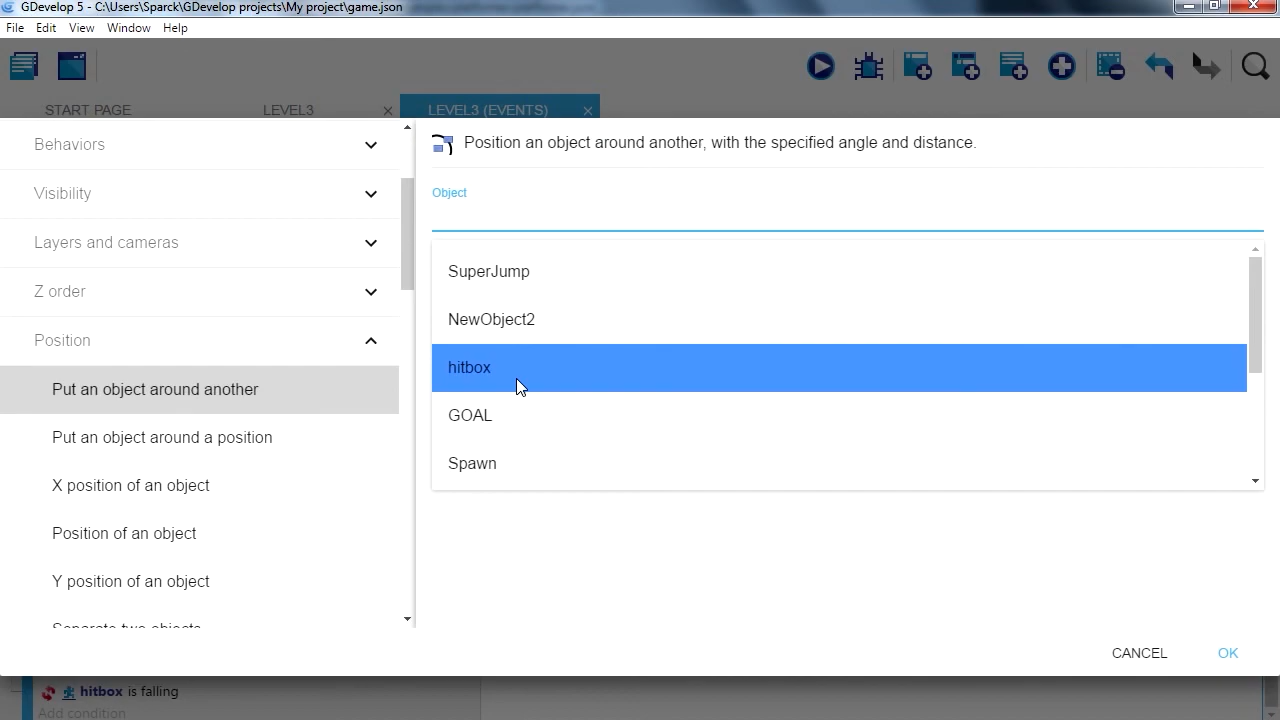 GDevelop 5 - C:\Users\Sparck\GDevelop projects\My project\game.json
File Edit View Window Help
START PAGE LEVEL3 LEVEL3 (EVENTS)
Behaviors
Visibility
Layers and cameras
Z order
Position
Put an object around another
Put an object around a position
X position of an object
Position of an object
Y position of an object
Separate two objects
Position an object around another, with the specified angle and distance.
Object
SuperJump
NewObject2
hitbox
GOAL
Spawn
CANCEL OK
hitbox is falling
Add condition